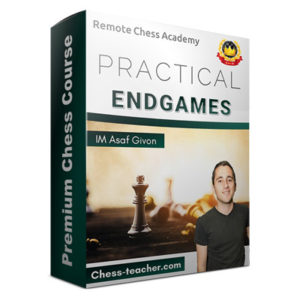 Remote Chess Academy
PRACTICAL
ENDGAMES
IM Asaf Givon
Chess-teacher.com
Premium Chess Course